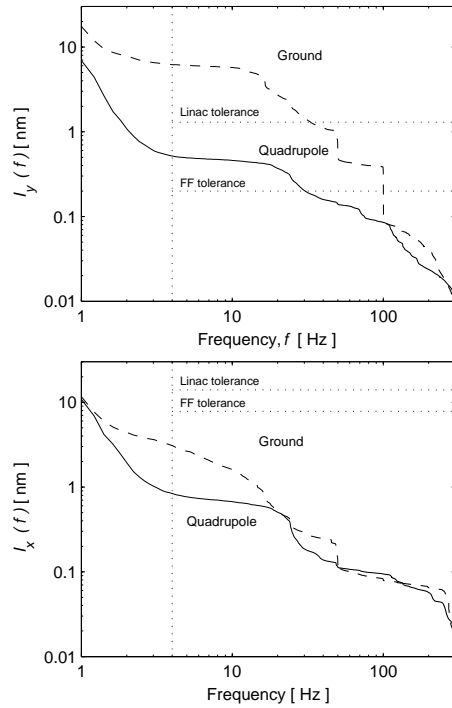 10
1
0.1
0.01
I_y (f) [ nm ]
Ground
Linac tolerance
Quadrupole
FF tolerance
1
10
100
Frequency, f [ Hz ]
10
1
0.1
0.01
I_x (f) [ nm ]
Linac tolerance
FF tolerance
Ground
Quadrupole
1
10
100
Frequency [ Hz ]